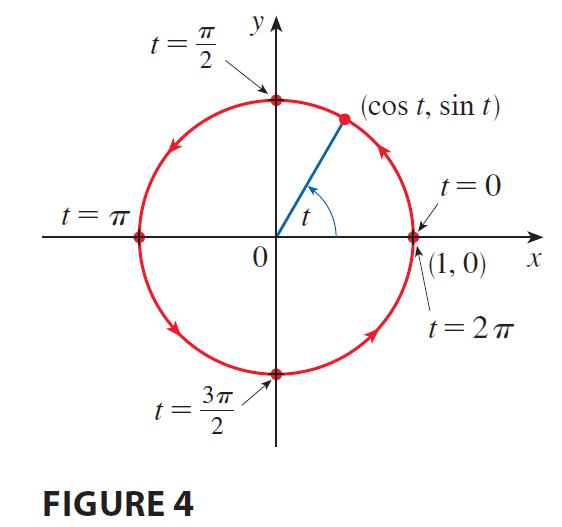 y
t = π/2
(cos t, sin t)
t = 0
t = π
t
0
(1, 0)
x
t = 2π
t = 3π/2
FIGURE 4